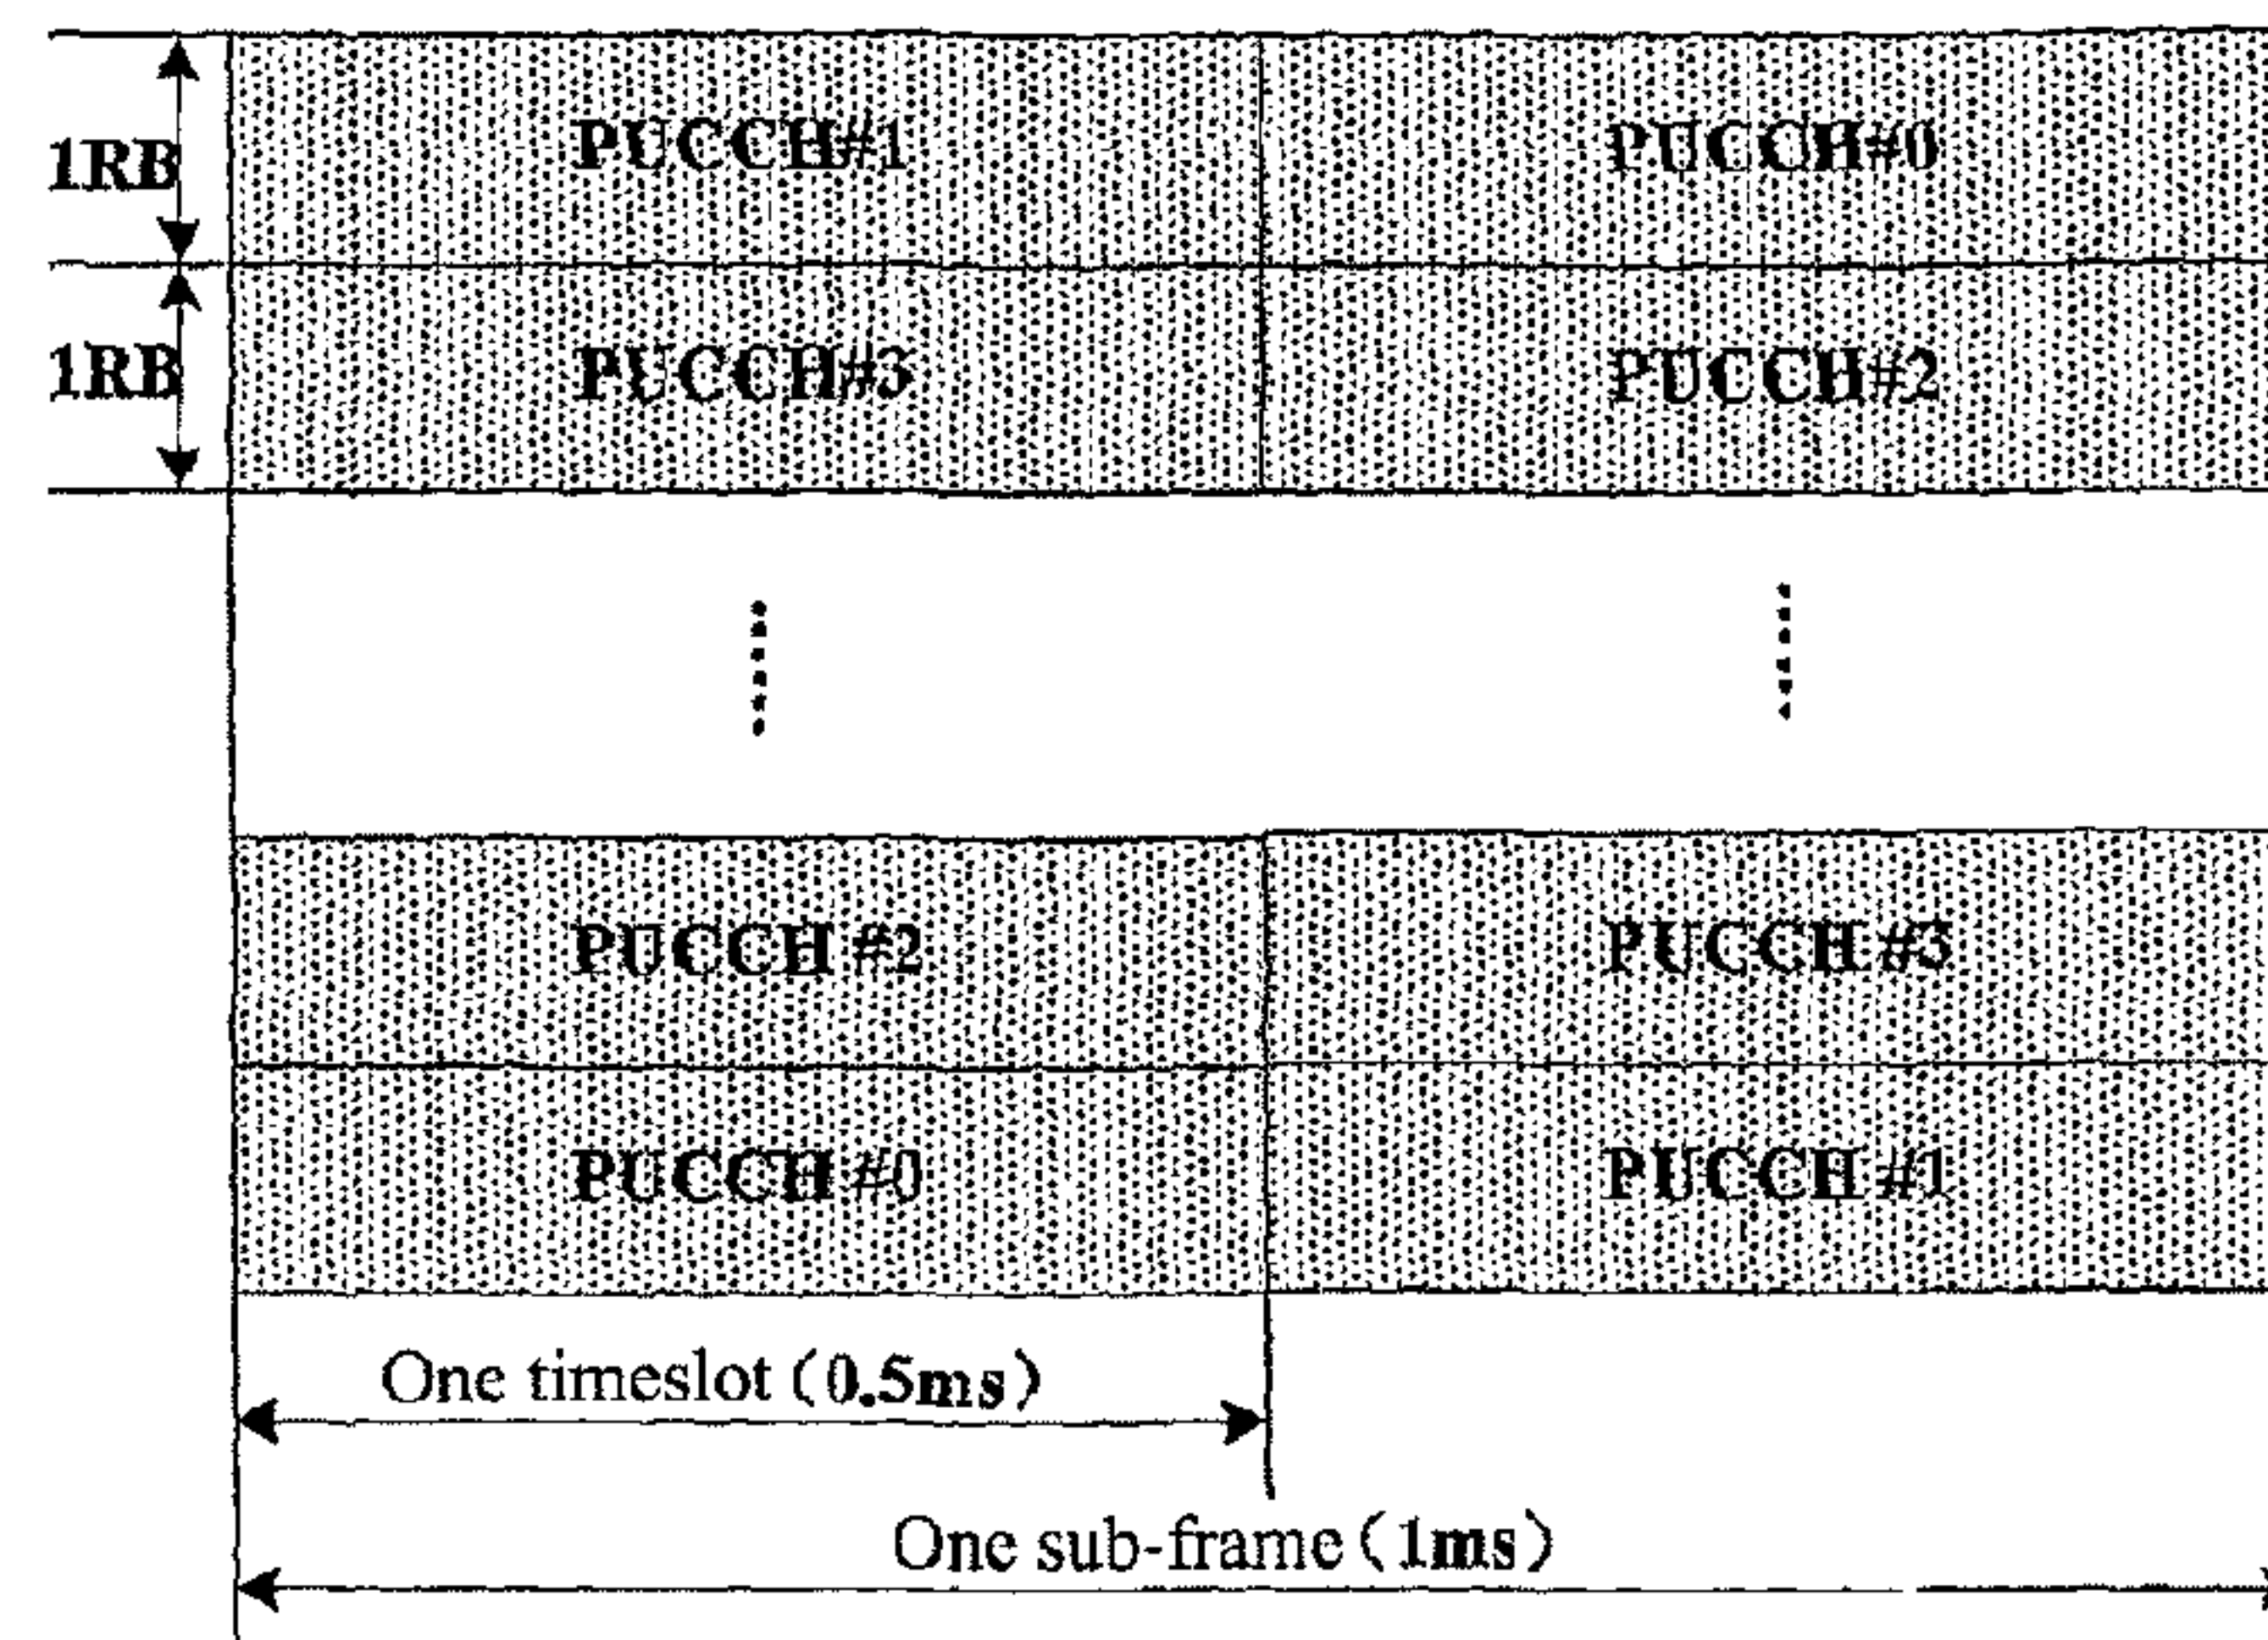 1RB PUCCH#1 PUCCH#0
1RB PUCCH#3 PUCCH#2
PUCCH #2 PUCCH #3
PUCCH #0 PUCCH #1
One timeslot (0.5ms)
One sub-frame (1ms)